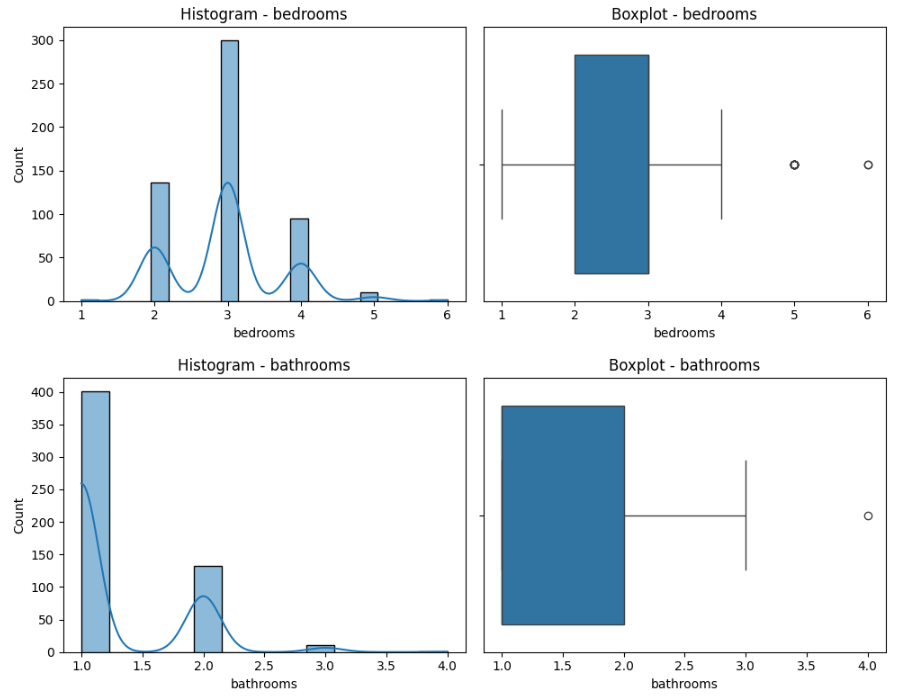 Histogram - bedrooms
Boxplot - bedrooms
300
250
200
150
100
50
0
Count
1 2 3 4 5 6
bedrooms
1 2 3 4 5 6
bedrooms
Histogram - bathrooms
Boxplot - bathrooms
400
350
300
250
200
150
100
50
0
Count
1.0 1.5 2.0 2.5 3.0 3.5 4.0
bathrooms
1.0 1.5 2.0 2.5 3.0 3.5 4.0
bathrooms